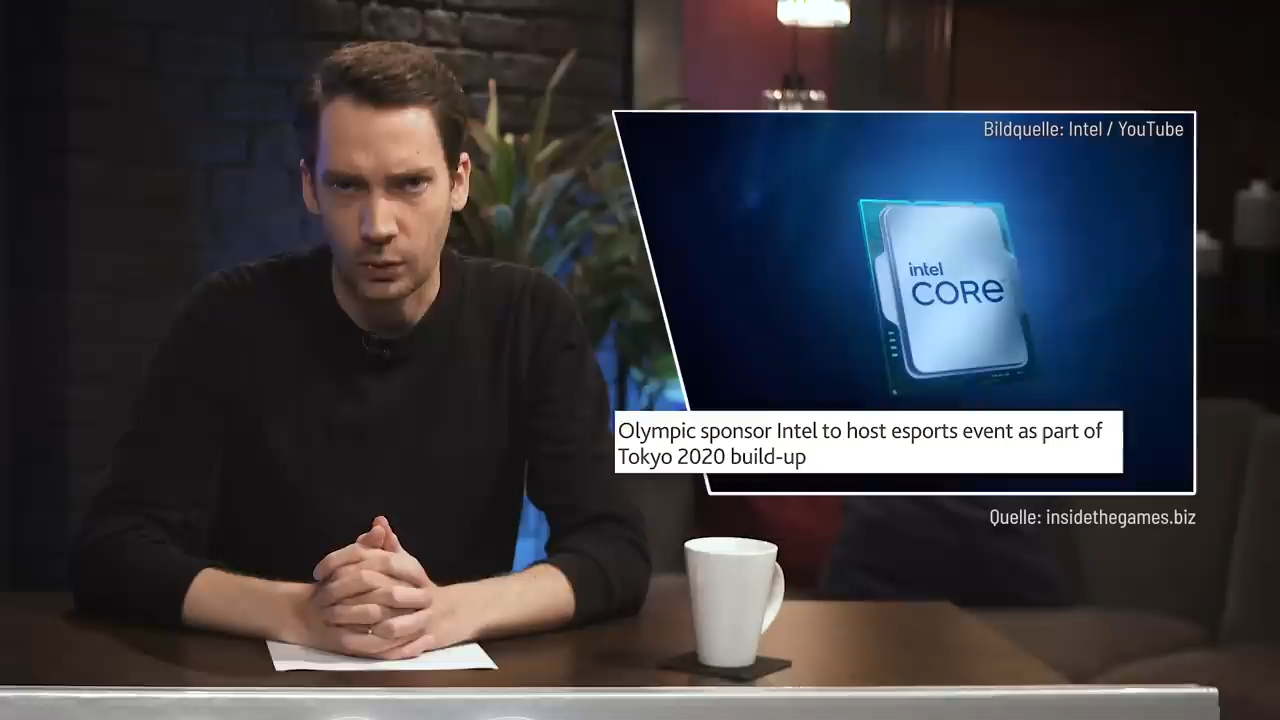 Bildquelle: Intel / YouTube
intel
CORE
Olympic sponsor Intel to host esports event as part of
Tokyo 2020 build-up
Quelle: insidethegames.biz